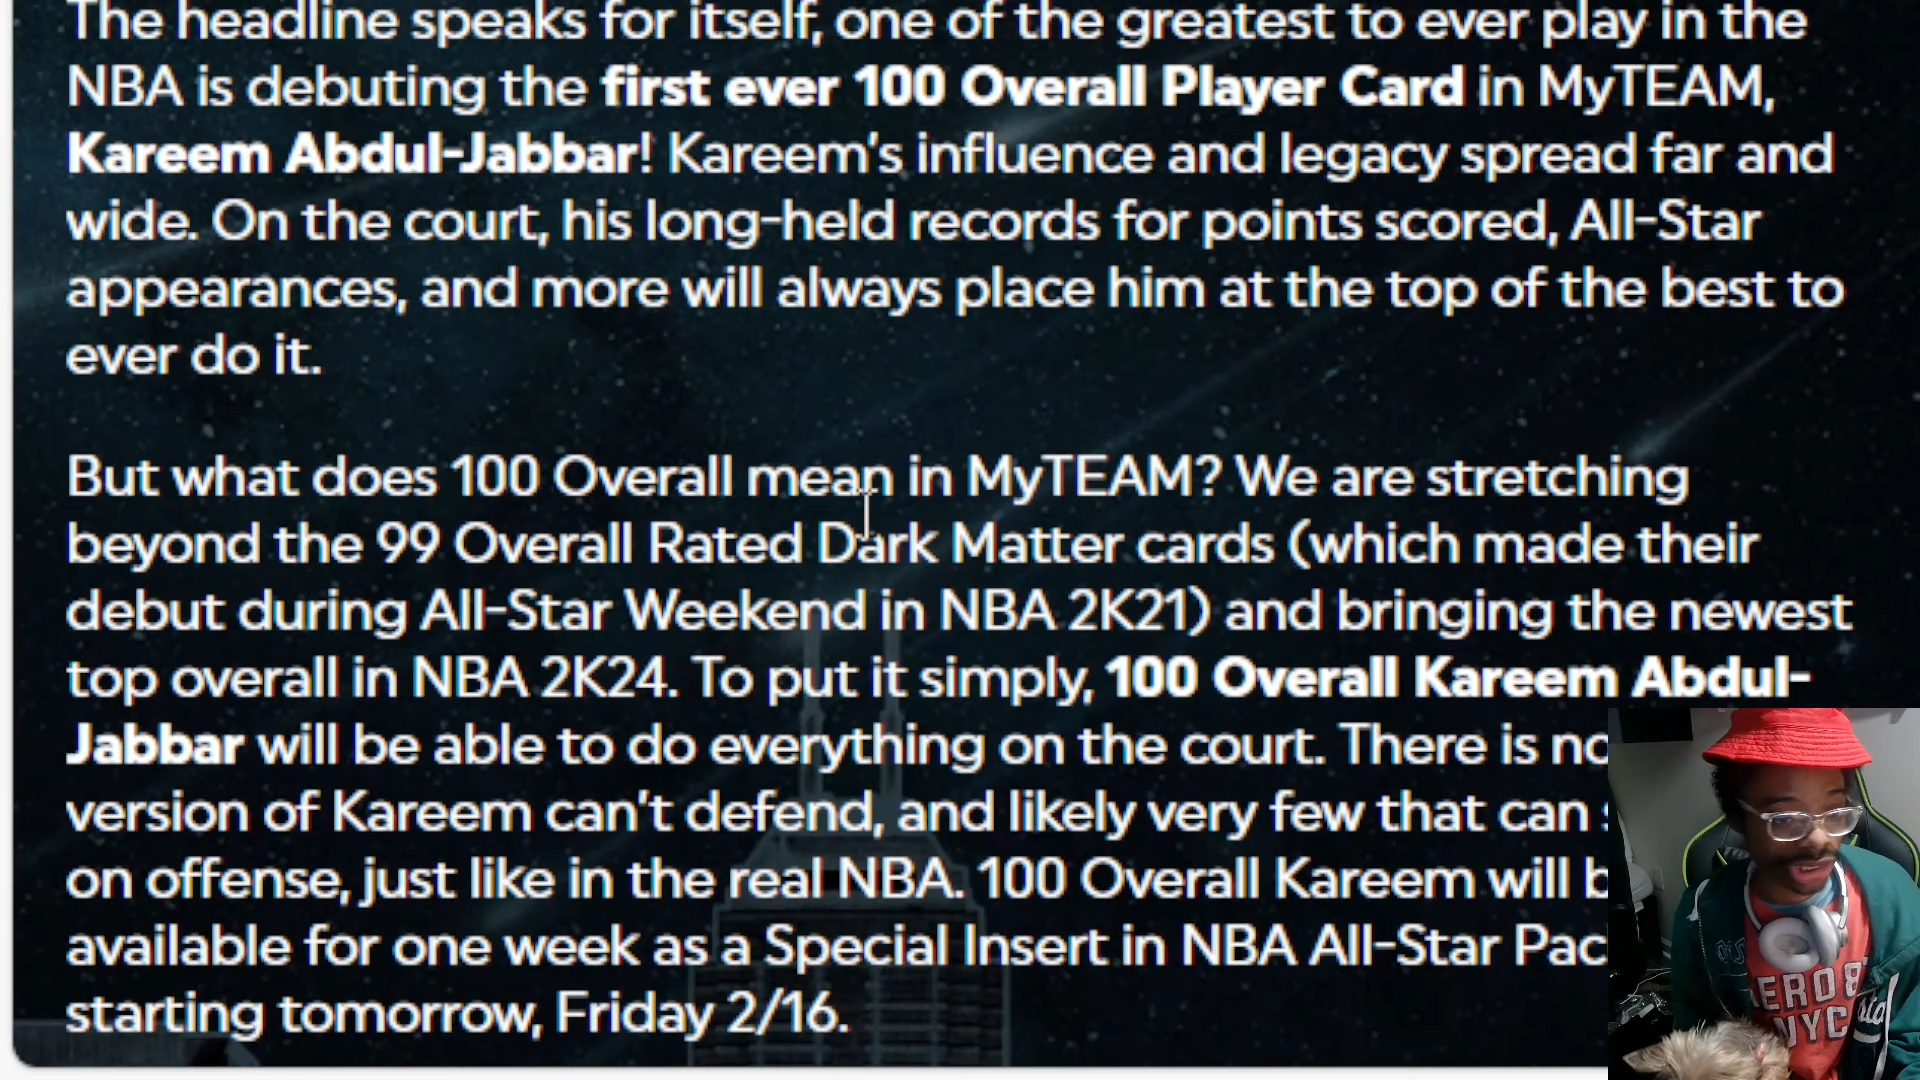 The headline speaks for itself, one of the greatest to ever play in the
NBA is debuting the first ever 100 Overall Player Card in MyTEAM,
Kareem Abdul-Jabbar! Kareem's influence and legacy spread far and
wide. On the court, his long-held records for points scored, All-Star
appearances, and more will always place him at the top of the best to
ever do it.
But what does 100 Overall mean in MyTEAM? We are stretching
beyond the 99 Overall Rated Dark Matter cards (which made their
debut during All-Star Weekend in NBA 2K21) and bringing the newest
top overall in NBA 2K24. To put it simply, 100 Overall Kareem Abdul-
Jabbar will be able to do everything on the court. There is no
version of Kareem can't defend, and likely very few that can
on offense, just like in the real NBA. 100 Overall Kareem will
available for one week as a Special Insert in NBA All-Star
starting tomorrow, Friday 2/16.
NYC